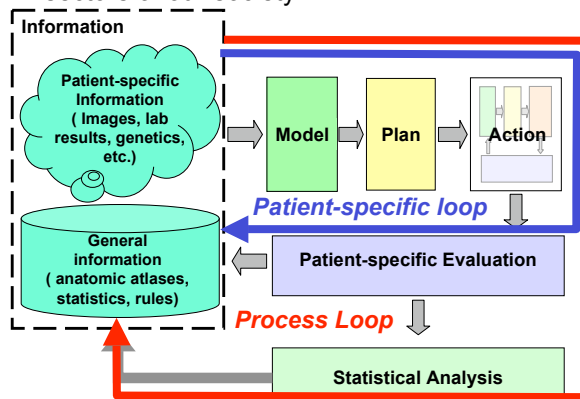 Information
Patient-specific
Information
( Images, lab
results, genetics,
etc.)
Model
Plan
Action
Patient-specific loop
General
information
( anatomic atlases,
statistics, rules)
Patient-specific Evaluation
Process Loop
Statistical Analysis